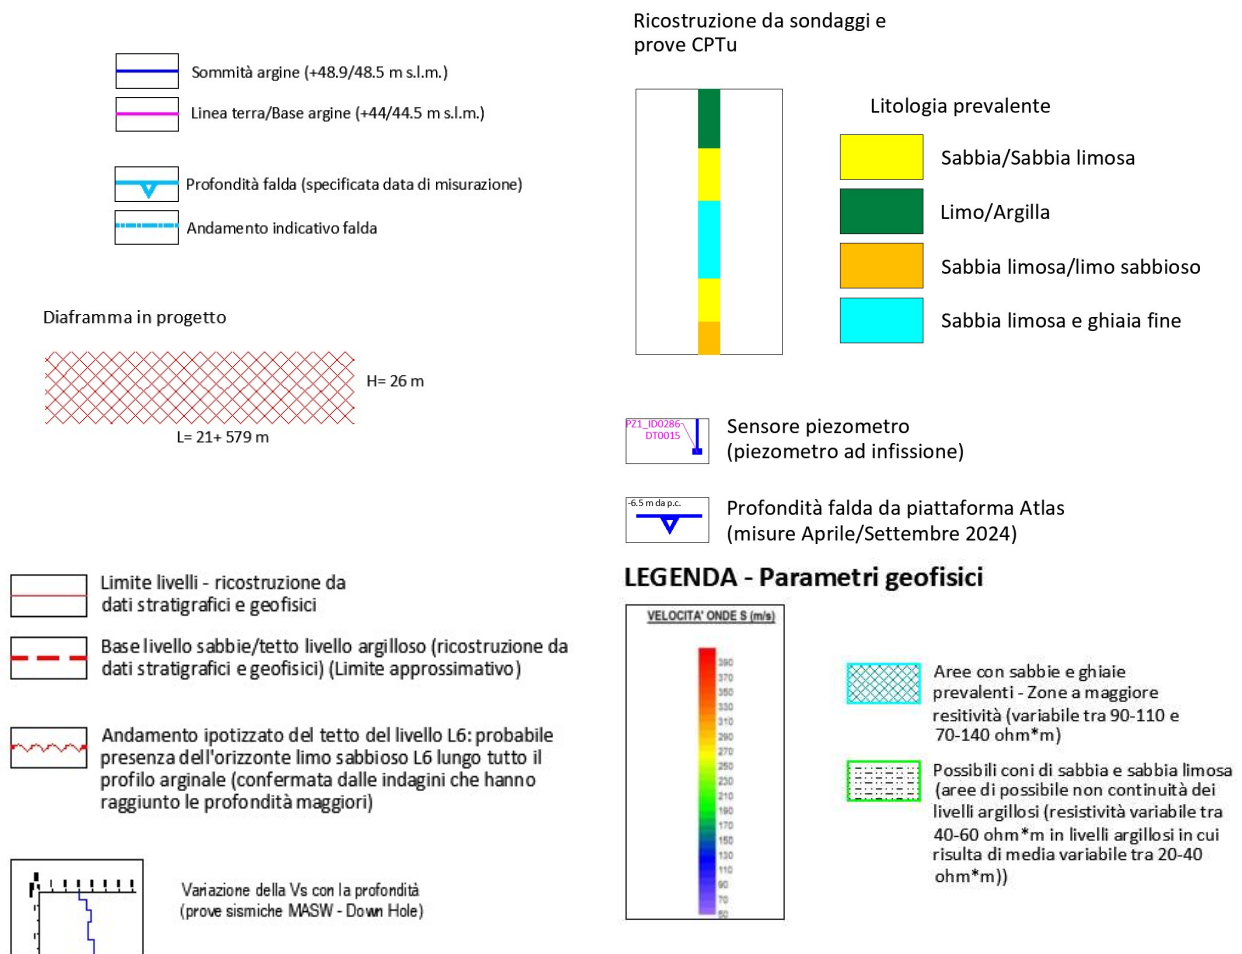 Sommità argine (+48.9/48.5 m s.l.m.)
Linea terra/Base argine (+44/44.5 m s.l.m.)
Profondità falda (specificata data di misurazione)
Andamento indicativo falda
Diaframma in progetto
H= 26 m
L= 21+ 579 m
Limite livelli - ricostruzione da
dati stratigrafici e geofisici
Base livello sabbie/tetto livello argilloso (ricostruzione da
dati stratigrafici e geofisici) (Limite approssimativo)
Andamento ipotizzato del tetto del livello L6: probabile
presenza dell'orizzonte limo sabbioso L6 lungo tutto il
profilo arginale (confermata dalle indagini che hanno
raggiunto le profondità maggiori)
Variazione della Vs con la profondità
(prove sismiche MASW - Down Hole)
Ricostruzione da sondaggi e
prove CPTu
Litologia prevalente
Sabbia/Sabbia limosa
Limo/Argilla
Sabbia limosa/limo sabbioso
Sabbia limosa e ghiaia fine
PZ1_ID0286
DT0015
Sensore piezometro
(piezometro ad infissione)
-6.5 m da p.c.
Profondità falda da piattaforma Atlas
(misure Aprile/Settembre 2024)
LEGENDA - Parametri geofisici
VELOCITA' ONDE S (m/s)
390
370
350
330
310
290
270
250
230
210
190
170
150
130
110
90
70
50
Aree con sabbie e ghiaie
prevalenti - Zone a maggiore
resitività (variabile tra 90-110 e
70-140 ohm*m)
Possibili coni di sabbia e sabbia limosa
(aree di possibile non continuità dei
livelli argillosi (resistività variabile tra
40-60 ohm*m in livelli argillosi in cui
risulta di media variabile tra 20-40
ohm*m))